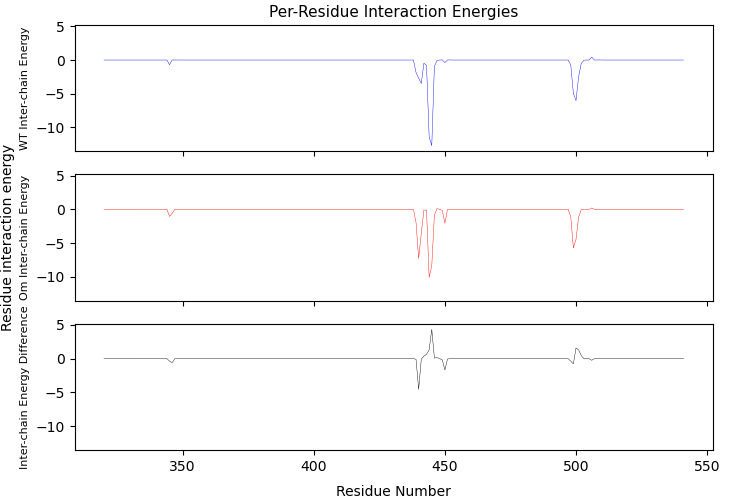 Per-Residue Interaction Energies
Residue interaction energy
WT Inter-chain Energy
5
0
−5
−10
Om Inter-chain Energy
5
0
−5
−10
Inter-chain Energy Difference
5
0
−5
−10
350
400
450
500
550
Residue Number